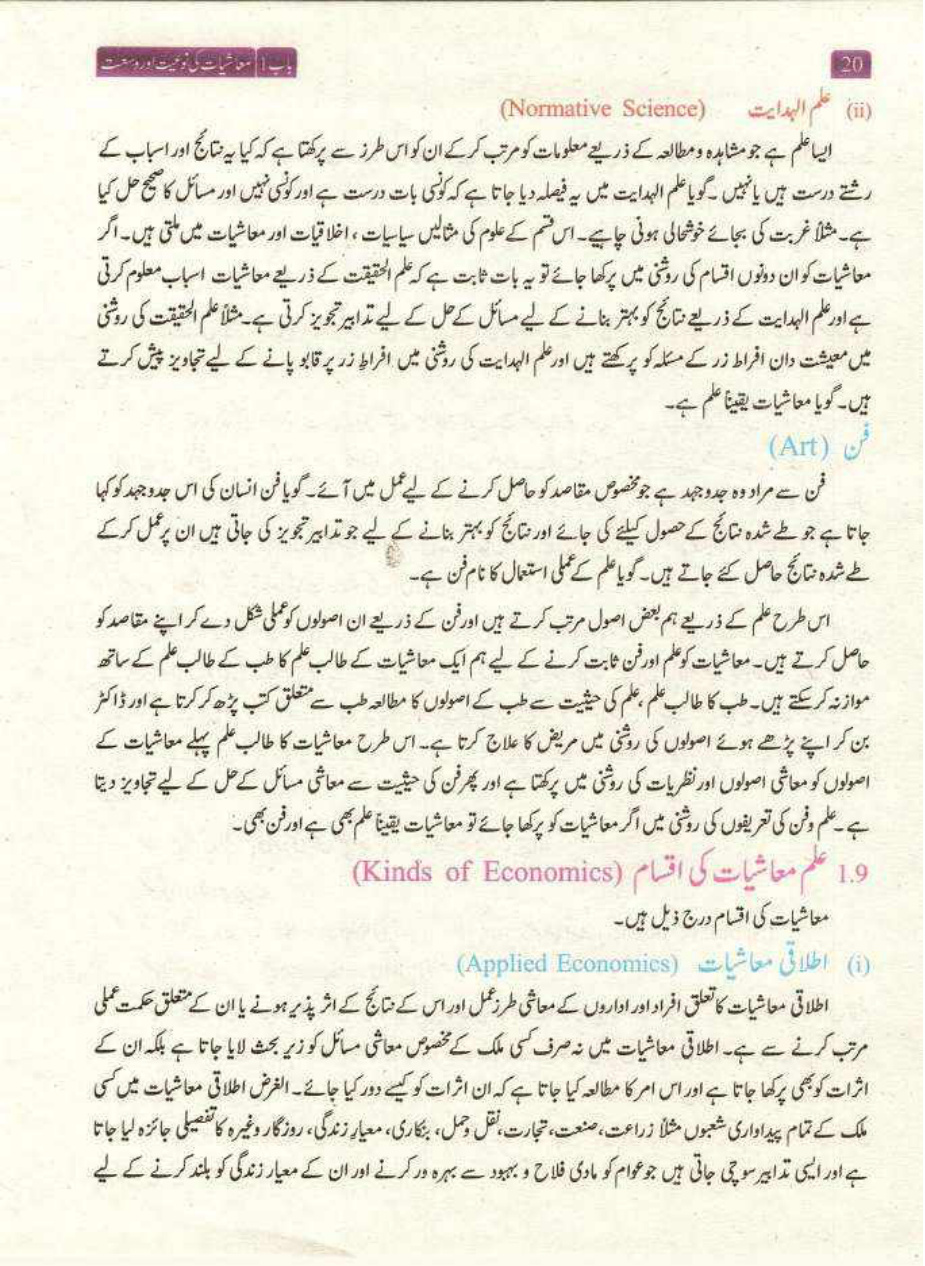 باب 1 معاشیات کی نوعیت اور وسعت
20
(ii) علم الہدایت (Normative Science)
ایسا علم ہے جو مشاہدہ و مطالعہ کے ذریعے معلومات کو مرتب کر کے ان کو اس طرز سے پرکھتا ہے کہ کیا یہ نتائج اور اسباب کے
رشتے درست ہیں یا نہیں ۔ گویا علم الہدایت میں یہ فیصلہ دیا جاتا ہے کہ کونسی بات درست ہے اور کونسی نہیں اور مسائل کا صحیح حل کیا
ہے۔ مثلاً غربت کی بجائے خوشحالی ہونی چاہیے۔ اس قسم کے علوم کی مثالیں سیاسیات ، اخلاقیات اور معاشیات میں ملتی ہیں۔ اگر
معاشیات کو ان دونوں اقسام کی روشنی میں پرکھا جائے تو یہ بات ثابت ہے کہ علم الحقیقت کے ذریعے معاشیات اسباب معلوم کرتی
ہے اور علم الہدایت کے ذریعے نتائج کو بہتر بنانے کے لیے مسائل کے حل کے لیے تدابیر تجویز کرتی ہے۔ مثلاً علم الحقیقت کی روشنی
میں معیشت دان افراط زر کے مسئلہ کو پرکھتے ہیں اور علم الہدایت کی روشنی میں افراطِ زر پر قابو پانے کے لیے تجاویز پیش کرتے
ہیں۔ گویا معاشیات یقیناً علم ہے۔
فن (Art)
فن سے مراد وہ جدوجہد ہے جو مخصوص مقاصد کو حاصل کرنے کے لیے عمل میں آئے۔ گویا فن انسان کی اس جدوجہد کو کہا
جاتا ہے جو طے شدہ نتائج کے حصول کیلئے کی جائے اور نتائج کو بہتر بنانے کے لیے جو تدابیر تجویز کی جاتی ہیں ان پر عمل کر کے
طے شدہ نتائج حاصل کئے جاتے ہیں۔ گویا علم کے عملی استعمال کا نام فن ہے۔
اس طرح علم کے ذریعے ہم بعض اصول مرتب کرتے ہیں اور فن کے ذریعے ان اصولوں کو عملی شکل دے کر اپنے مقاصد کو
حاصل کرتے ہیں۔ معاشیات کو علم اور فن ثابت کرنے کے لیے ہم ایک معاشیات کے طالب علم کا طب کے طالب علم کے ساتھ
موازنہ کر سکتے ہیں۔ طب کا طالب علم ،علم کی حیثیت سے طب کے اصولوں کا مطالعہ طب سے متعلق کتب پڑھ کر کرتا ہے اور ڈاکٹر
بن کر اپنے پڑھے ہوئے اصولوں کی روشنی میں مریض کا علاج کرتا ہے۔ اس طرح معاشیات کا طالب علم پہلے معاشیات کے
اصولوں کو معاشی اصولوں اور نظریات کی روشنی میں پرکھتا ہے اور پھر فن کی حیثیت سے معاشی مسائل کے حل کے لیے تجاویز دیتا
ہے ۔علم و فن کی تعریفوں کی روشنی میں اگر معاشیات کو پرکھا جائے تو معاشیات یقیناً علم بھی ہے اور فن بھی۔
1.9 علم معاشیات کی اقسام (Kinds of Economics)
معاشیات کی اقسام درج ذیل ہیں۔
(i) اطلاقی معاشیات (Applied Economics)
اطلاقی معاشیات کا تعلق افراد اور اداروں کے معاشی طرزعمل اور اس کے نتائج کے اثر پذیر ہونے یا ان کے متعلق حکمت عملی
مرتب کرنے سے ہے۔ اطلاقی معاشیات میں نہ صرف کسی ملک کے مخصوص معاشی مسائل کو زیر بحث لایا جاتا ہے بلکہ ان کے
اثرات کو بھی پرکھا جاتا ہے اور اس امر کا مطالعہ کیا جاتا ہے کہ ان اثرات کو کیسے دور کیا جائے۔ الغرض اطلاقی معاشیات میں کسی
ملک کے تمام پیداواری شعبوں مثلاً زراعت، صنعت، تجارت، نقل و حمل، بنکاری، معیارِ زندگی، روزگار وغیرہ کا تفصیلی جائزہ لیا جاتا
ہے اور ایسی تدابیر سوچی جاتی ہیں جو عوام کو مادی فلاح و بہبود سے بہرہ ور کرنے اور ان کے معیار زندگی کو بلند کرنے کے لیے